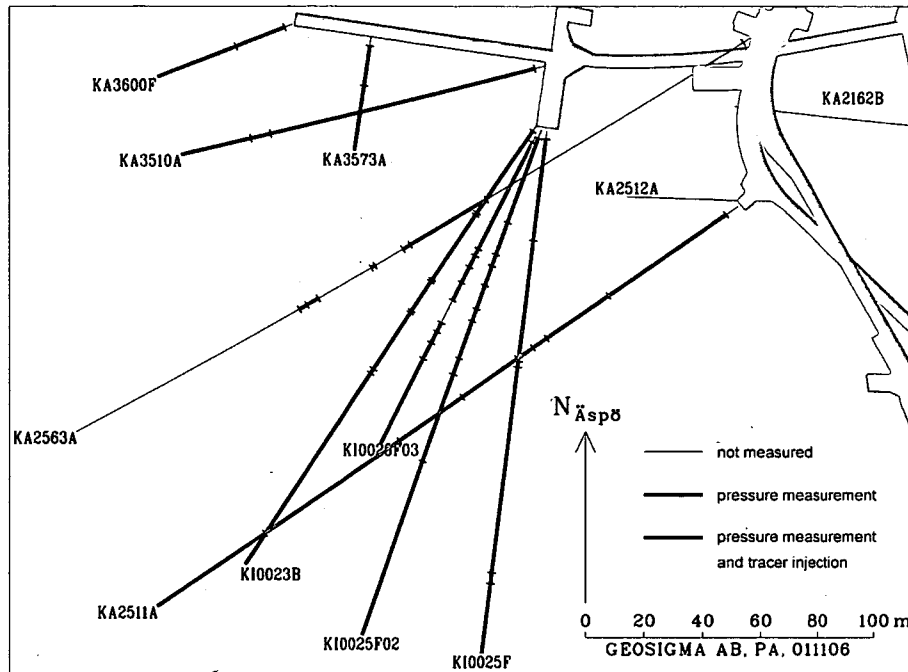 KA3600F
KA2162B
KA3510A
KA3573A
KA2512A
N Äspö
KA2563A
KI0026F03
not measured
pressure measurement
pressure measurement
and tracer injection
KI0023B
KA2511A
KI0025F02
KI0025F
0 20 40 60 80 100 m
GEOSIGMA AB, PA, 011106